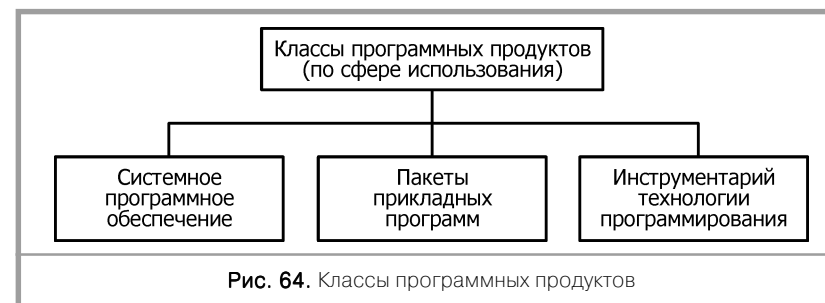 Классы программных продуктов
(по сфере использования)
Системное
программное
обеспечение
Пакеты
прикладных
программ
Инструментарий
технологии
программирования
Рис. 64. Классы программных продуктов